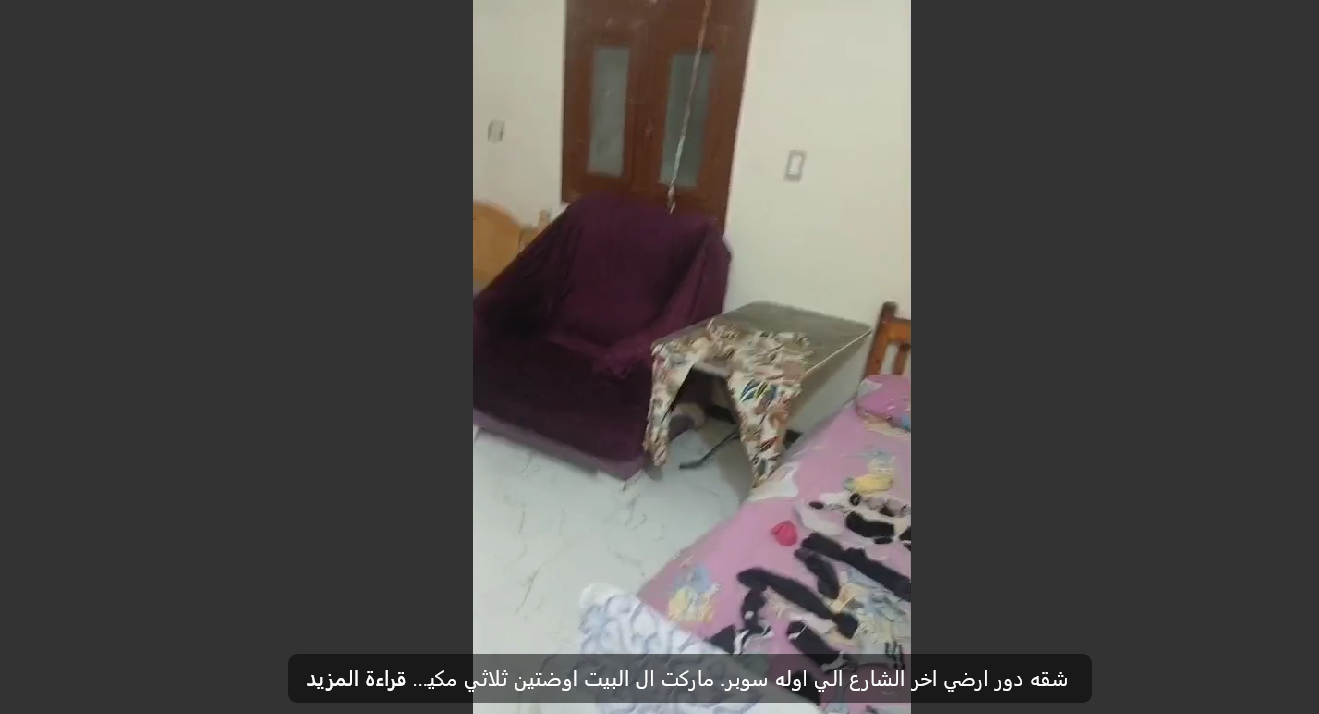 شقه دور ارضي اخر الشارع الي اوله سوبر. ماركت ال البيت اوضتين ثلاثي مكيـ... قراءة المزيد